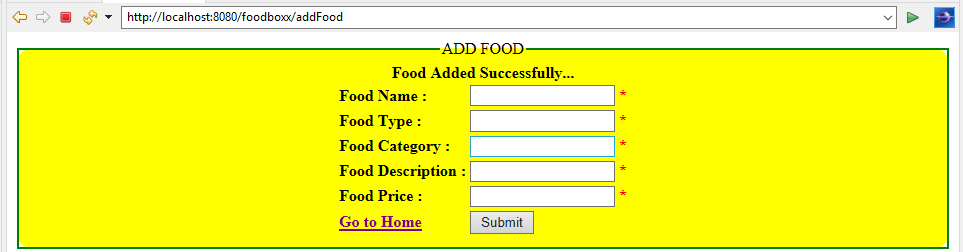 http://localhost:8080/foodboxx/addFood
ADD FOOD
Food Added Successfully...
Food Name : *
Food Type : *
Food Category : *
Food Description : *
Food Price : *
Go to Home Submit